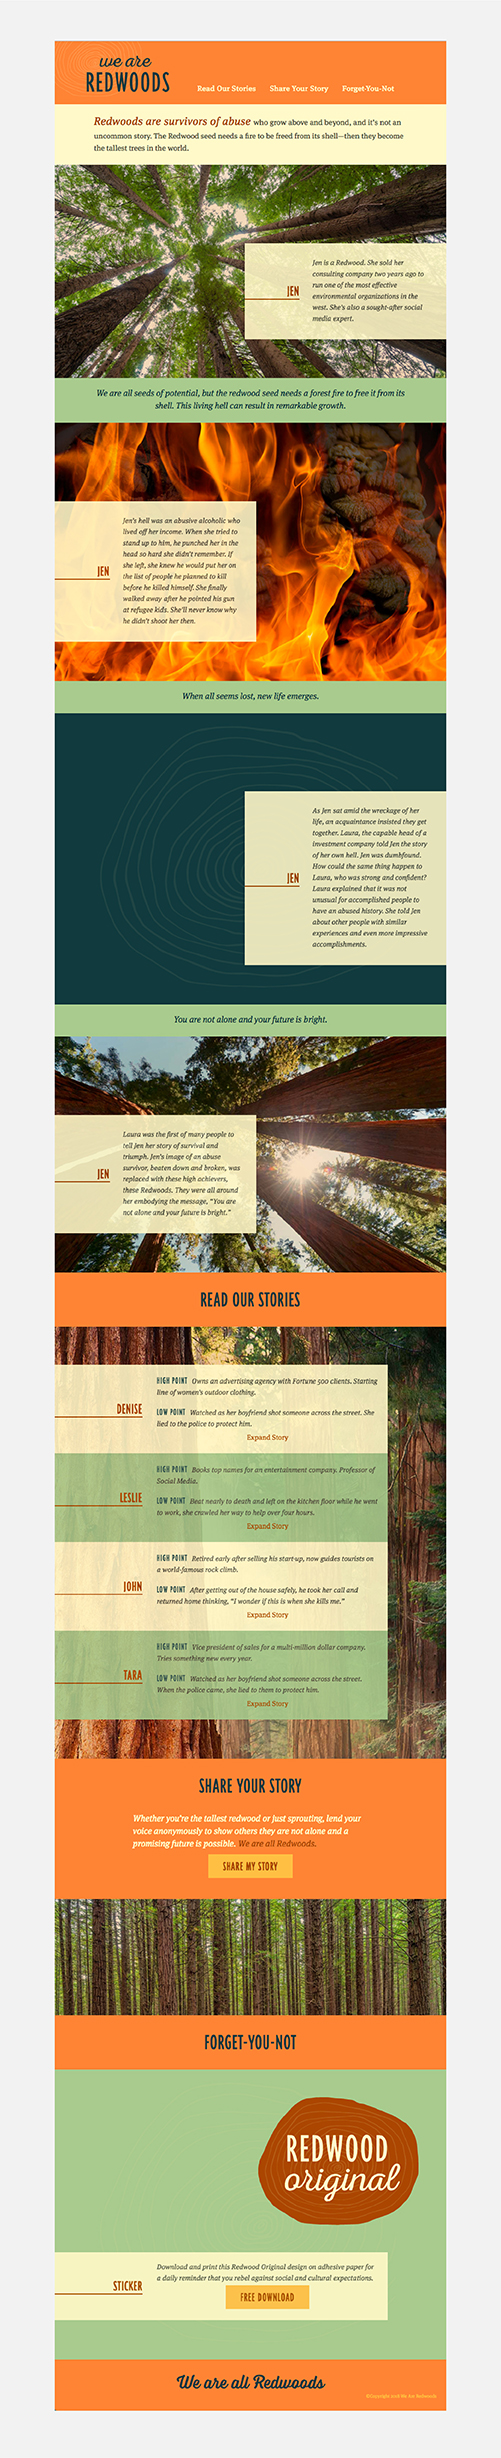 we are
REDWOODS
Read Our Stories
Share Your Story
Forget-You-Not
Redwoods are survivors of abuse who grow above and beyond, and it's not an
uncommon story. The Redwood seed needs a fire to be freed from its shell—then they become
the tallest trees in the world.
JEN
Jen is a Redwood. She sold her
consulting company two years ago to
run one of the most effective
environmental organizations in the
west. She's also a sought-after social
media expert.
We are all seeds of potential, but the redwood seed needs a forest fire to free it from its
shell. This living hell can result in remarkable growth.
JEN
Jen's hell was an abusive alcoholic who
lived off her income. When she tried to
stand up to him, he punched her in the
head so hard she didn't remember. If
she left, she knew he would put her on
the list of people he planned to kill
before he killed himself. She finally
walked away after he pointed his gun
at refugee kids. She'll never know why
he didn't shoot her then.
When all seems lost, new life emerges.
JEN
As Jen sat amid the wreckage of her
life, an acquaintance insisted they get
together. Laura, the capable head of a
investment company told Jen the story
of her own hell. Jen was dumbfound.
How could the same thing happen to
Laura, who was strong and confident?
Laura explained that it was not
unusual for accomplished people to
have an abused history. She told Jen
about other people with similar
experiences and even more impressive
accomplishments.
You are not alone and your future is bright.
JEN
Laura was the first of many people to
tell Jen her story of survival and
triumph. Jen's image of an abuse
survivor, beaten down and broken, was
replaced with these high achievers,
these Redwoods. They were all around
her embodying the message, “You are
not alone and your future is bright.”
READ OUR STORIES
DENISE
HIGH POINT Owns an advertising agency with Fortune 500 clients. Starting
line of women's outdoor clothing.
LOW POINT Watched as her boyfriend shot someone across the street. She
lied to the police to protect him.
Expand Story
LESLIE
HIGH POINT Books top names for an entertainment company. Professor of
Social Media.
LOW POINT Beat nearly to death and left on the kitchen floor while he went
to work, she crawled her way to help over four hours.
Expand Story
JOHN
HIGH POINT Retired early after selling his start-up, now guides tourists on
a world-famous rock climb.
LOW POINT After getting out of the house safely, he took her call and
returned home thinking, “I wonder if this is when she kills me.”
Expand Story
TARA
HIGH POINT Vice president of sales for a multi-million dollar company.
Tries something new every year.
LOW POINT Watched as her boyfriend shot someone across the street.
When the police came, she lied to them to protect him.
Expand Story
SHARE YOUR STORY
Whether you're the tallest redwood or just sprouting, lend your
voice anonymously to show others they are not alone and a
promising future is possible. We are all Redwoods.
SHARE MY STORY
FORGET-YOU-NOT
REDWOOD
original
STICKER
Download and print this Redwood Original design on adhesive paper for
a daily reminder that you rebel against social and cultural expectations.
FREE DOWNLOAD
We are all Redwoods
©Copyright 2018 We Are Redwoods